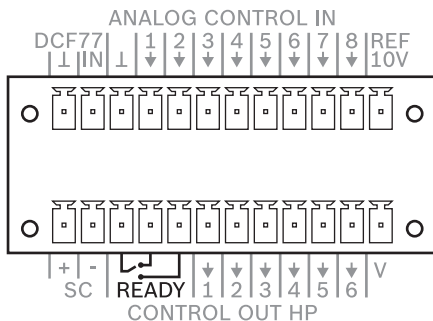 ANALOG CONTROL IN
DCF77 1 2 3 4 5 6 7 8 REF
⊥ IN ⊥ ↓ ↓ ↓ ↓ ↓ ↓ ↓ ↓ 10V
+ - ↓ ↓ ↓ ↓ ↓ ↓ V
SC READY 1 2 3 4 5 6
CONTROL OUT HP